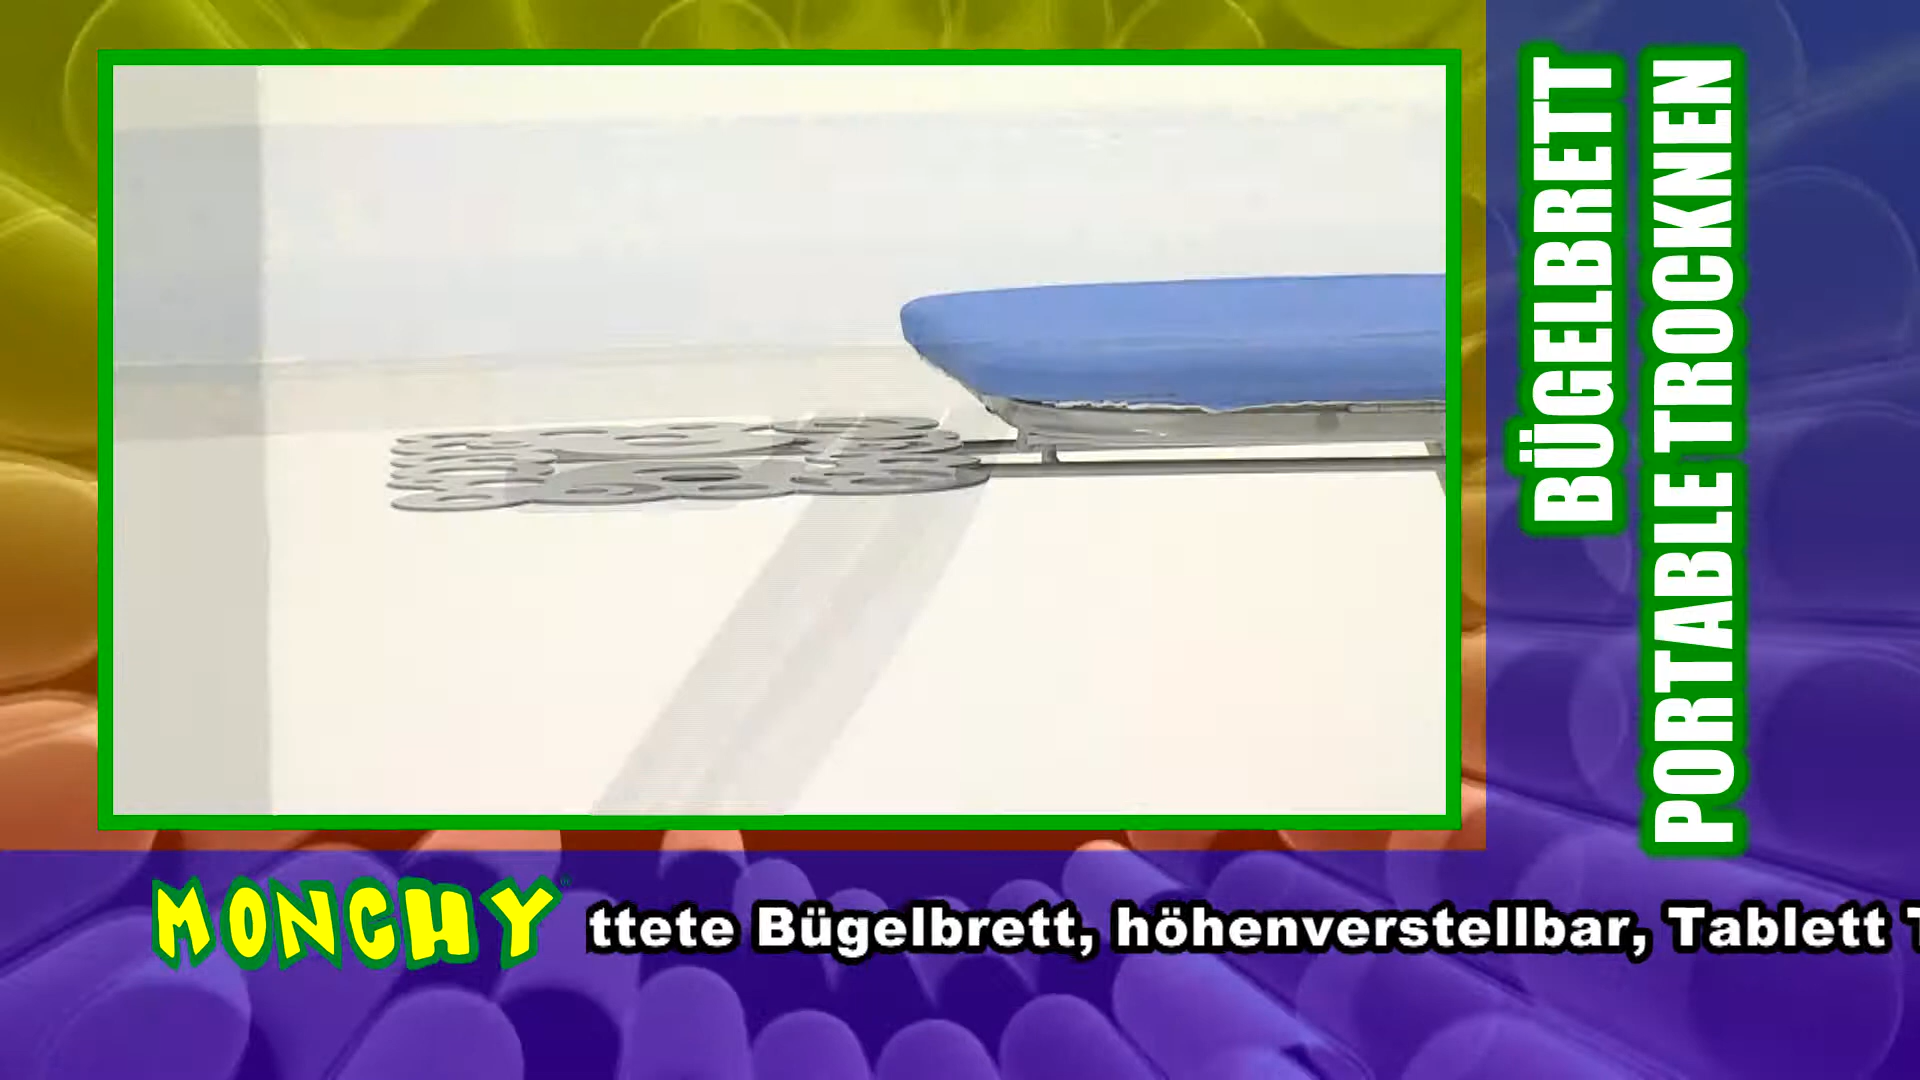 BÜGELBRETT
PORTABLE TROCKNEN
MONCHY
ttete Bügelbrett, höhenverstellbar, Tablett